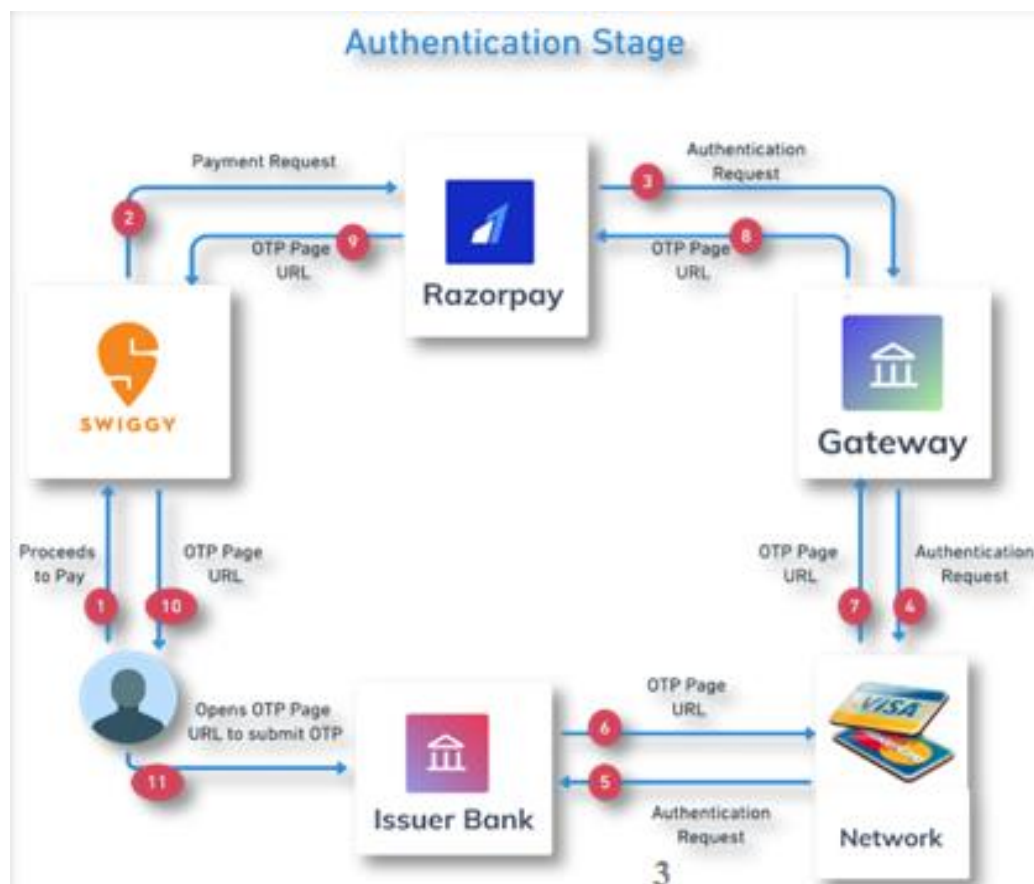 Authentication Stage
Payment Request
2
9
OTP Page
URL
Razorpay
3
Authentication
Request
8
OTP Page
URL
SWIGGY
Gateway
Proceeds
to Pay
1
OTP Page
URL
10
OTP Page
URL
7
Authentication
Request
4
Opens OTP Page
URL to submit OTP
11
Issuer Bank
OTP Page
URL
6
5
Authentication
Request
VISA
MasterCard
Network
3